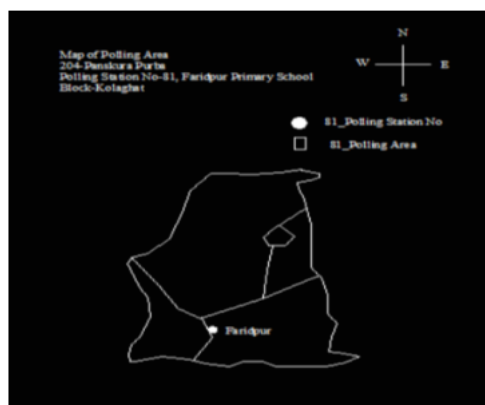 Map of Polling Area
204-Panskura Purba
Polling Station No-81, Faridpur Primary School
Block-Kolaghat
N
W E
S
81_Polling Station No
81_Polling Area
Faridpur